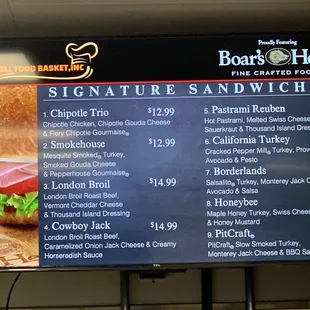 Proudly Featuring
ELL FOOD BASKET, INC
Boar's He
FINE CRAFTED FOO
SIGNATURE SANDWICH
1. Chipotle Trio $12.99
Chipotle Chicken, Chipotle Gouda Cheese
& Fiery Chipotle Gourmaise®
2. Smokehouse $12.99
Mesquite Smoked® Turkey,
Smoked Gouda Cheese
& Pepperhouse Gourmaise®
3. London Broil $14.99
London Broil Roast Beef,
Vermont Cheddar Cheese
& Thousand Island Dressing
4. Cowboy Jack $14.99
London Broil Roast Beef,
Caramelized Onion Jack Cheese & Creamy
Horseradish Sauce
5. Pastrami Reuben
Hot Pastrami, Melted Swiss Cheese
Sauerkraut & Thousand Island Dress
6. California Turkey
Cracked Pepper Mill® Turkey, Prov
Avocado & Pesto
7. Borderlands
Salsalito® Turkey, Monterey Jack C
Avocado & Salsa
8. Honeybee
Maple Honey Turkey, Swiss Cheese
& Honey Mustard
9. PitCraft®
PitCraft® Slow Smoked Turkey,
Monterey Jack Cheese & BBQ Sa
TCL